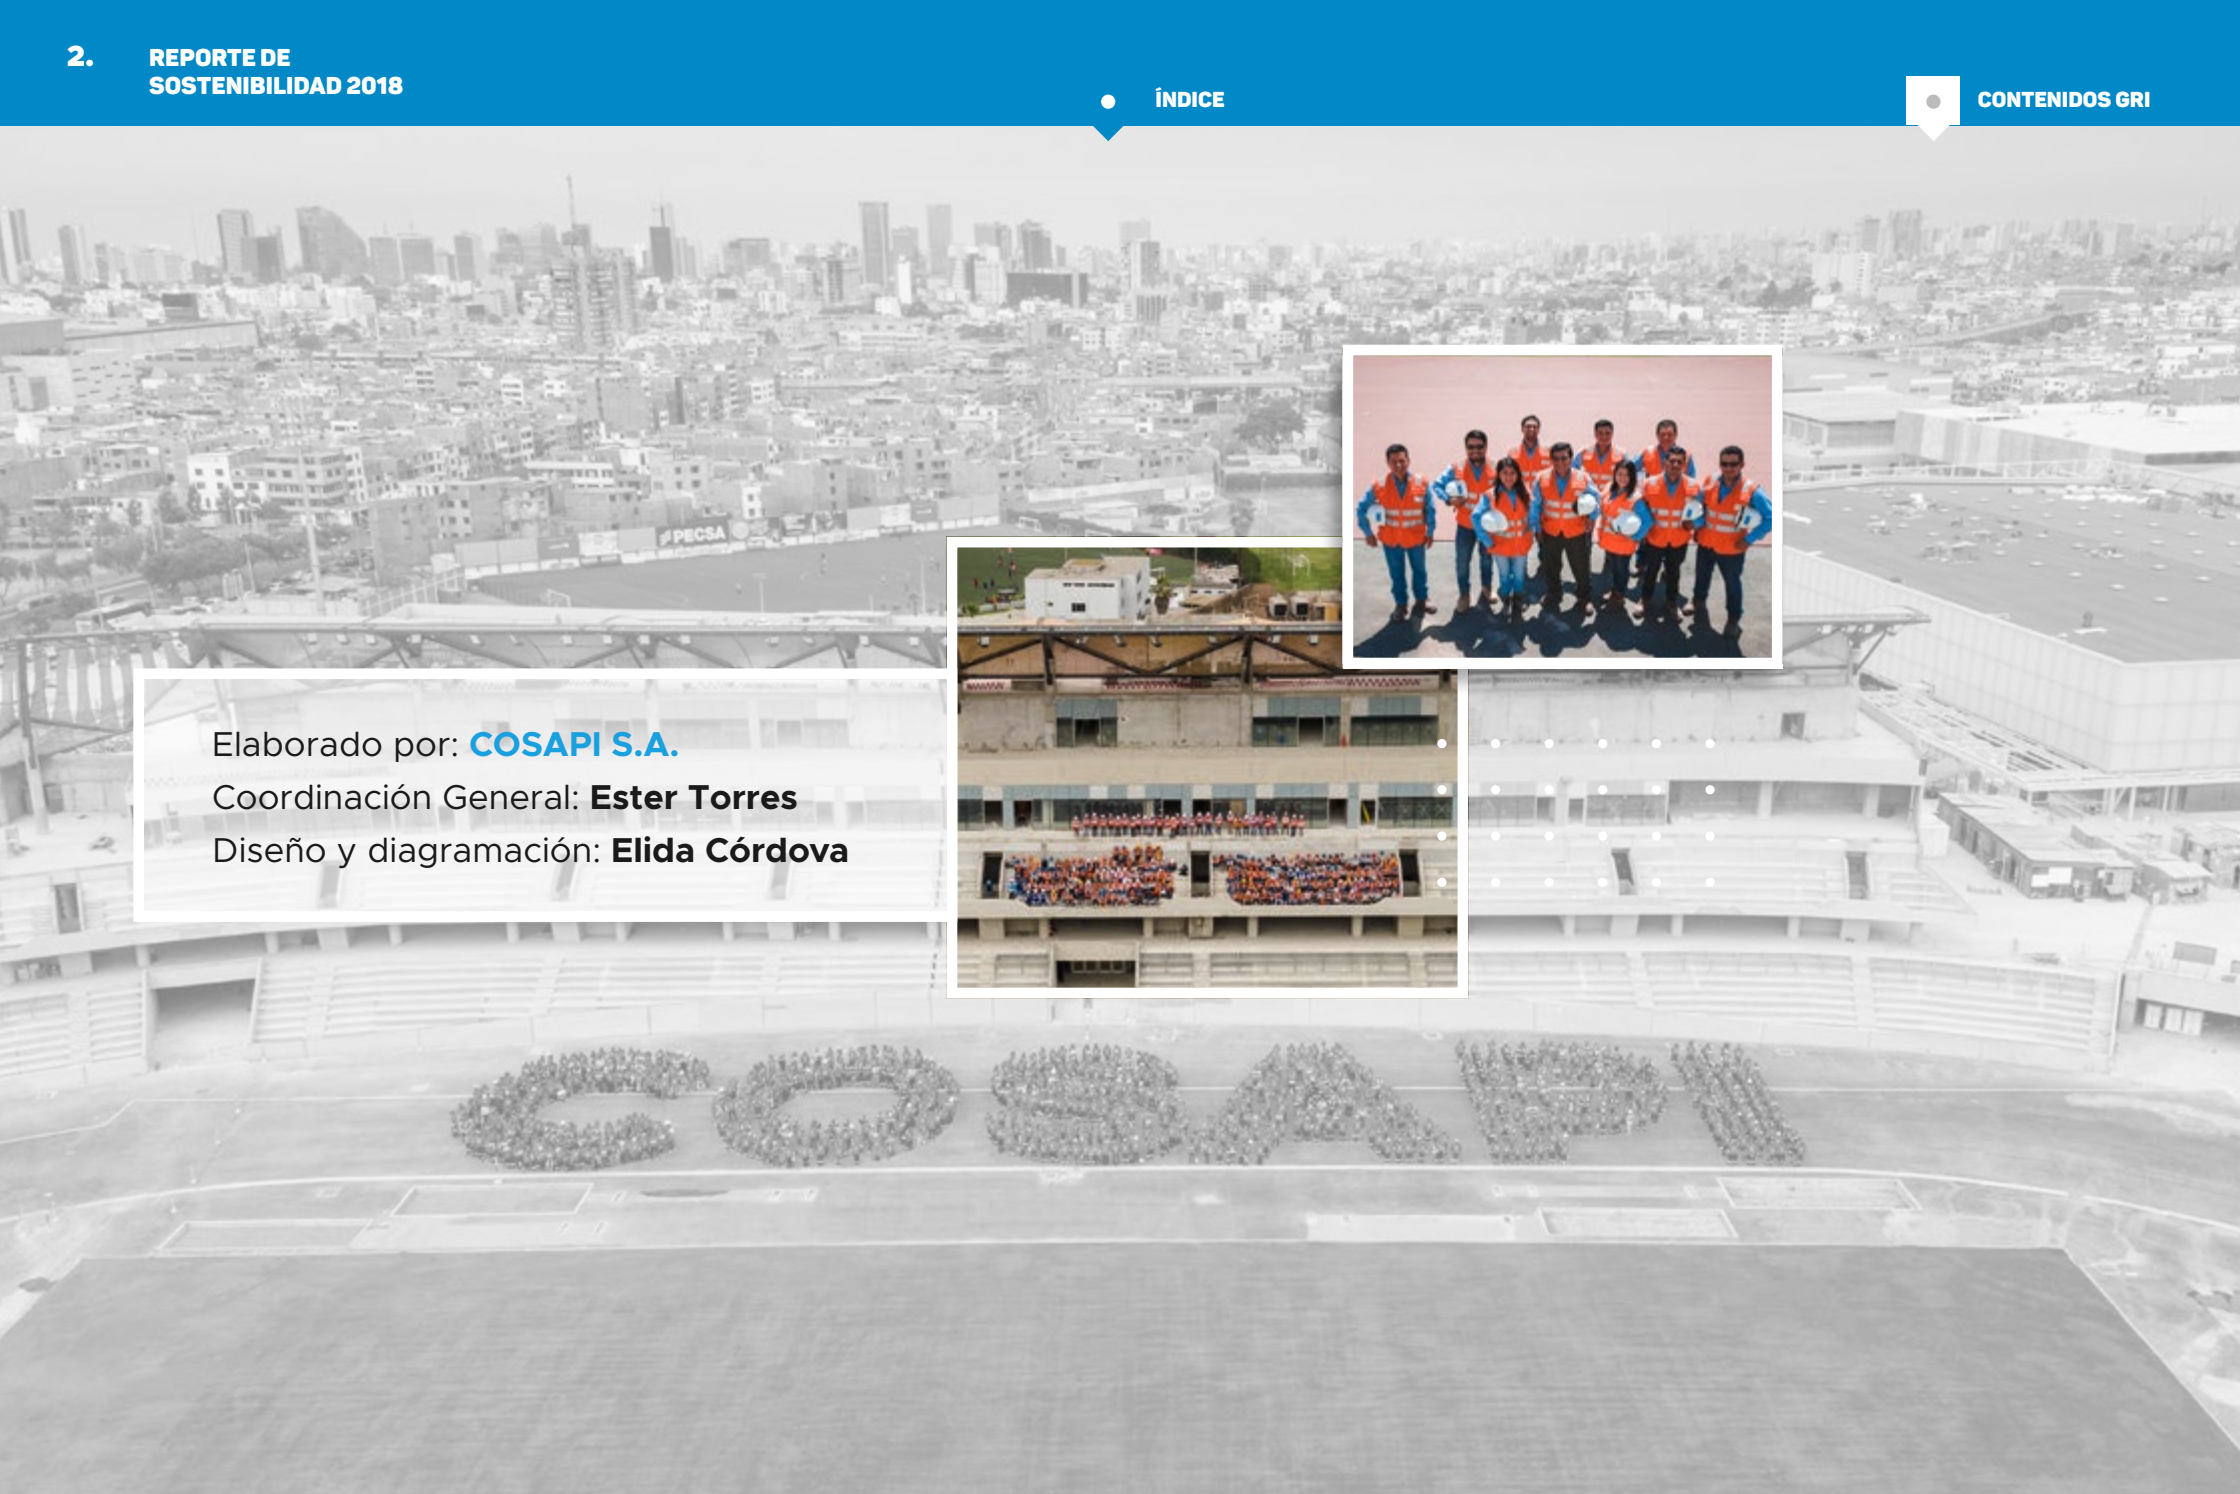 2.
REPORTE DE
SOSTENIBILIDAD 2018
ÍNDICE
CONTENIDOS GRI
PECSA
Elaborado por: COSAPI S.A.
Coordinación General: Ester Torres
Diseño y diagramación: Elida Córdova
COSAPI